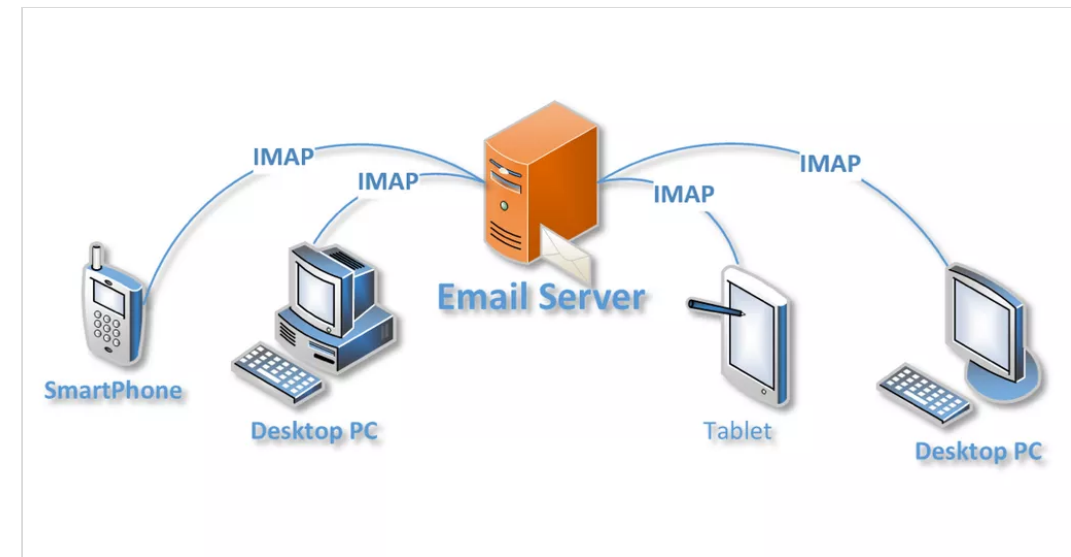 IMAP
IMAP
IMAP
IMAP
Email Server
SmartPhone
Desktop PC
Tablet
Desktop PC